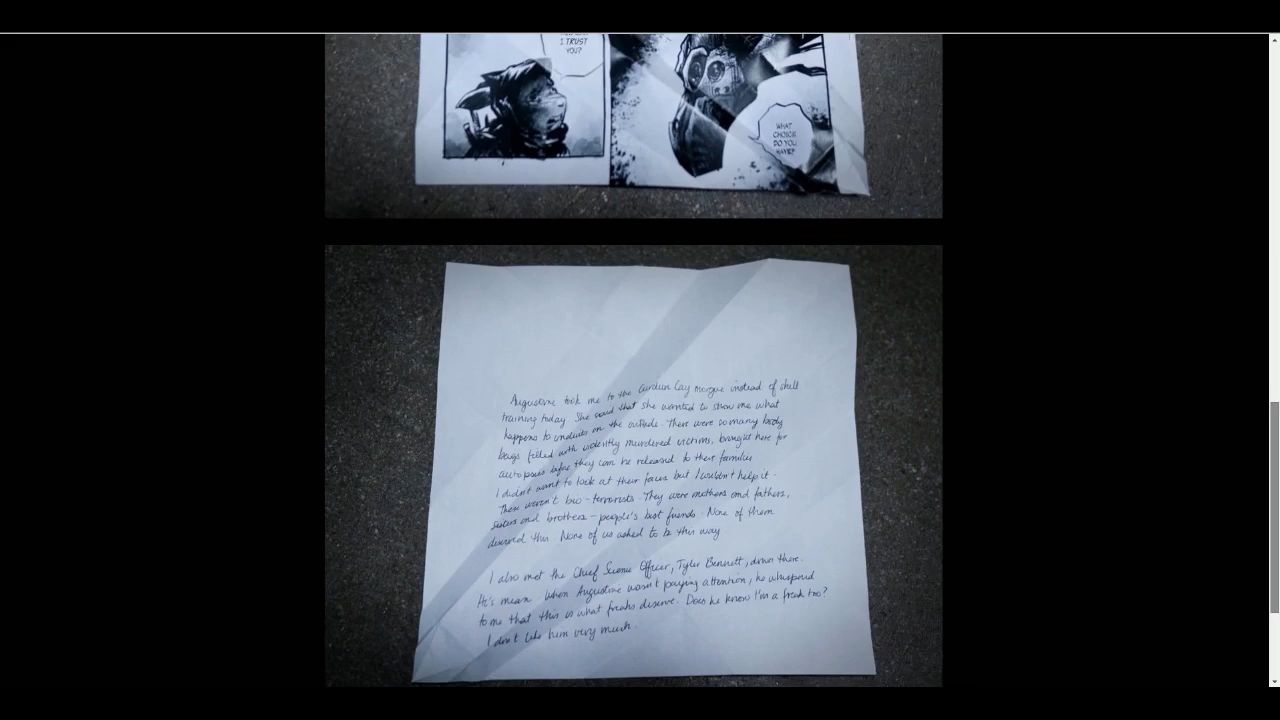 I TRUST
YOU?
WHAT
CHOICE
DO YOU
HAVE?
Augustine took me to the Curdun Cay morgue instead of shell
training today. She said that she wanted to show me what
happens to conduits on the outside. There were so many body
bags filled with violently murdered victims, brought here for
autopsies before they can be released to their families
I didn't want to look at their faces but I couldn't help it.
These weren't bio-terrorists. They were mothers and fathers,
sisters and brothers - people's best friends. None of them
deserved this. None of us asked to be this way
I also met the Chief Science Officer, Tyler Bennett, down there.
He's mean. When Augustine wasn't paying attention, he whispered
to me that this is what freaks deserve. Does he know I'm a freak too?
I don't like him very much.